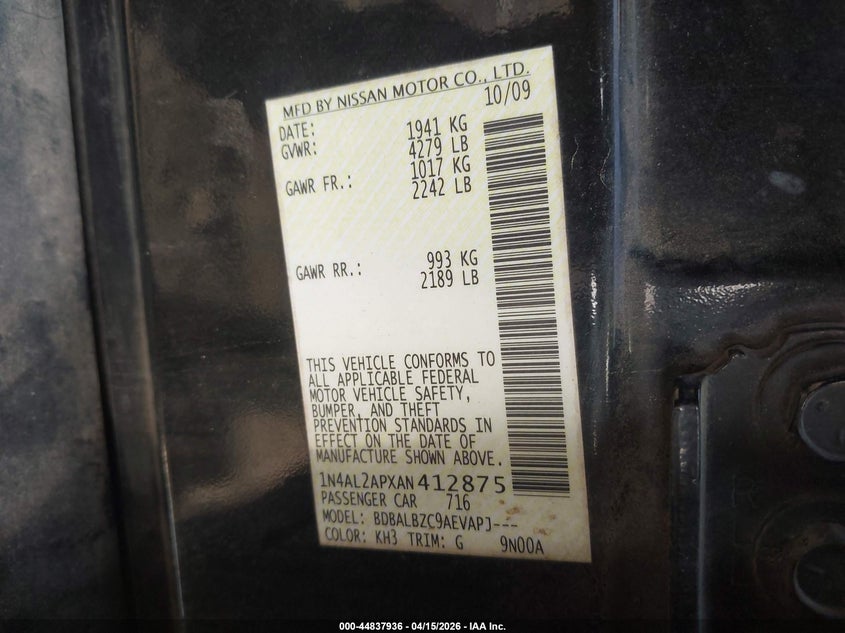 MFD BY NISSAN MOTOR CO., LTD.
DATE: 10/09
GVWR: 1941 KG
4279 LB
GAWR FR.: 1017 KG
2242 LB
GAWR RR.: 993 KG
2189 LB
THIS VEHICLE CONFORMS TO
ALL APPLICABLE FEDERAL
MOTOR VEHICLE SAFETY,
BUMPER, AND THEFT
PREVENTION STANDARDS IN
EFFECT ON THE DATE OF
MANUFACTURE SHOWN ABOVE.
1N4AL2APXAN412875
PASSENGER CAR 716
MODEL: BDBALBZC9AEVAPJ---
COLOR: KH3 TRIM: G 9N00A
000-44837936 - 04/15/2026 - IAA Inc.